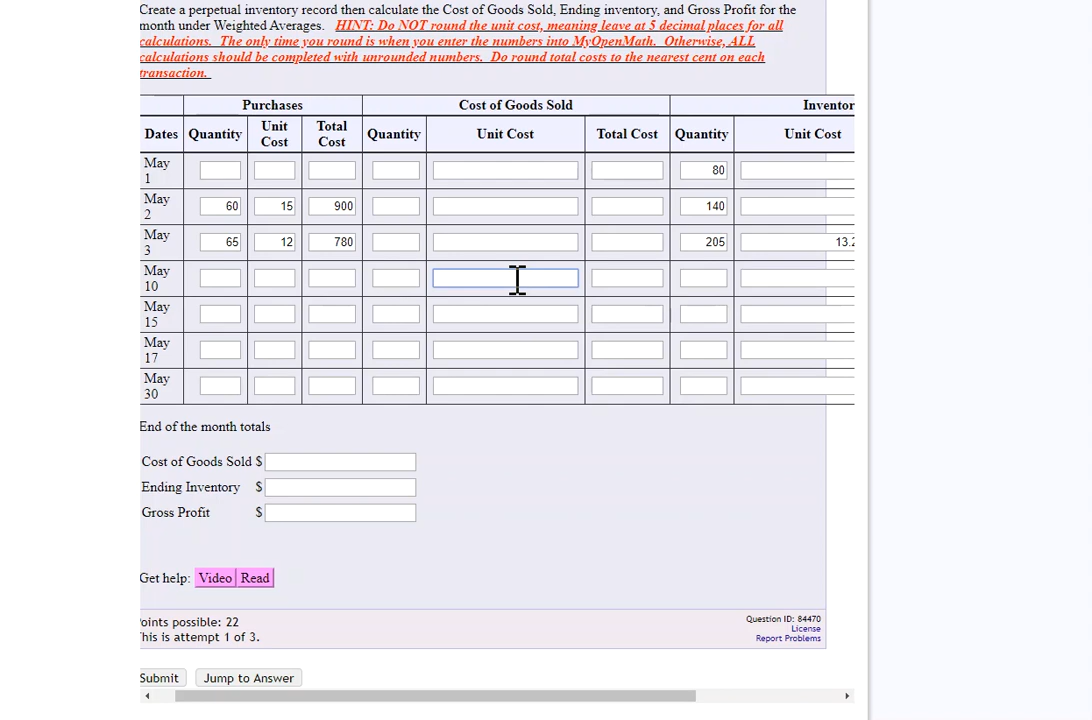 Create a perpetual inventory record then calculate the Cost of Goods Sold, Ending inventory, and Gross Profit for the
month under Weighted Averages. HINT: Do NOT round the unit cost, meaning leave at 5 decimal places for all
calculations. The only time you round is when you enter the numbers into MyOpenMath. Otherwise, ALL
calculations should be completed with unrounded numbers. Do round total costs to the nearest cent on each
transaction.
Purchases Cost of Goods Sold Inventor
Dates Quantity Unit Cost Total Cost Quantity Unit Cost Total Cost Quantity Unit Cost
May 1 80
May 2 60 15 900 140
May 3 65 12 780 205 13.2
May 10
May 15
May 17
May 30
End of the month totals
Cost of Goods Sold $
Ending Inventory $
Gross Profit $
Get help: Video Read
oints possible: 22
his is attempt 1 of 3.
Question ID: 84470
License
Report Problems
Submit Jump to Answer